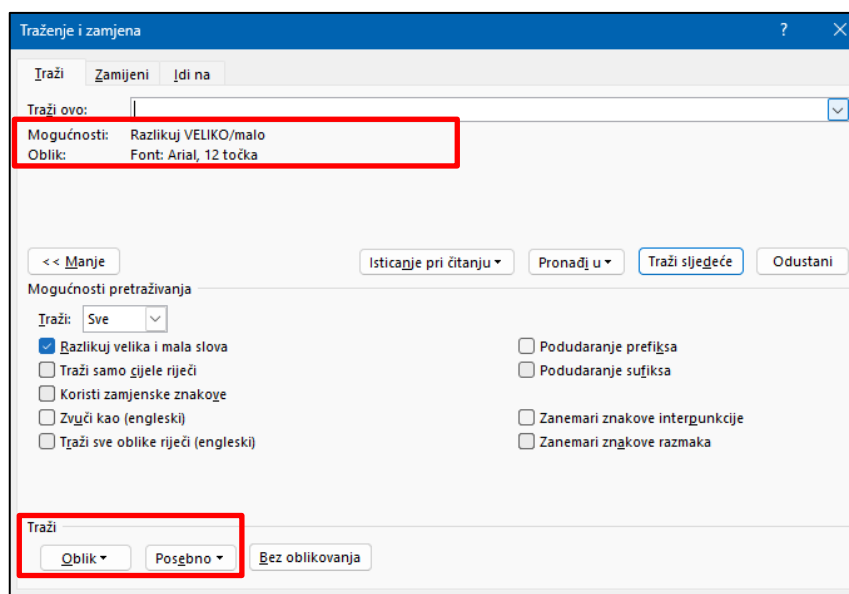 Traženje i zamjena ?
Traži Zamijeni Idi na
Traži ovo:
Mogućnosti: Razlikuj VELIKO/malo
Oblik: Font: Arial, 12 točka
<< Manje Isticanje pri čitanju Pronađi u Traži sljedeće Odustani
Mogućnosti pretraživanja
Traži: Sve
Razlikuj velika i mala slova Podudaranje prefiksa
Traži samo cijele riječi Podudaranje sufiksa
Koristi zamjenske znakove
Zvuči kao (engleski) Zanemari znakove interpunkcije
Traži sve oblike riječi (engleski) Zanemari znakove razmaka
Traži
Oblik Posebno Bez oblikovanja